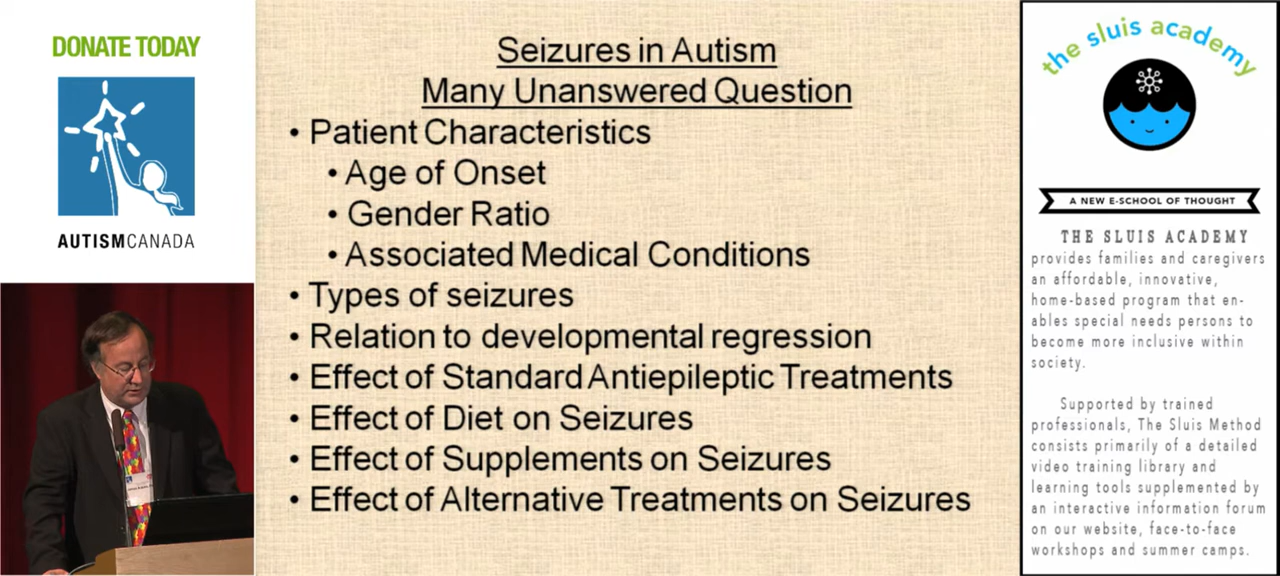 DONATE TODAY
AUTISMCANADA
Seizures in Autism
Many Unanswered Question
• Patient Characteristics
• Age of Onset
• Gender Ratio
• Associated Medical Conditions
• Types of seizures
• Relation to developmental regression
• Effect of Standard Antiepileptic Treatments
• Effect of Diet on Seizures
• Effect of Supplements on Seizures
• Effect of Alternative Treatments on Seizures
the sluis academy
A NEW E-SCHOOL OF THOUGHT
THE SLUIS ACADEMY
provides families and caregivers
an affordable, innovative,
home-based program that en-
ables special needs persons to
become more inclusive within
society.
Supported by trained
professionals, The Sluis Method
consists primarily of a detailed
video training library and
learning tools supplemented by
an interactive information forum
on our website, face-to-face
workshops and summer camps.